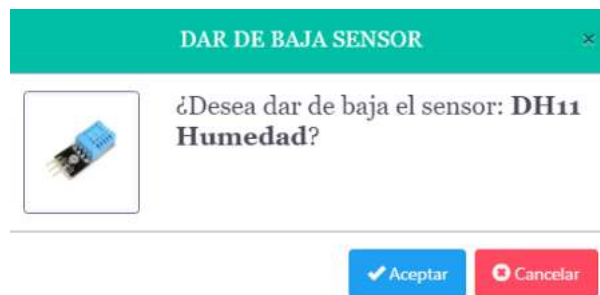 DAR DE BAJA SENSOR ×
¿Desea dar de baja el sensor: DH11
Humedad?
Aceptar Cancelar